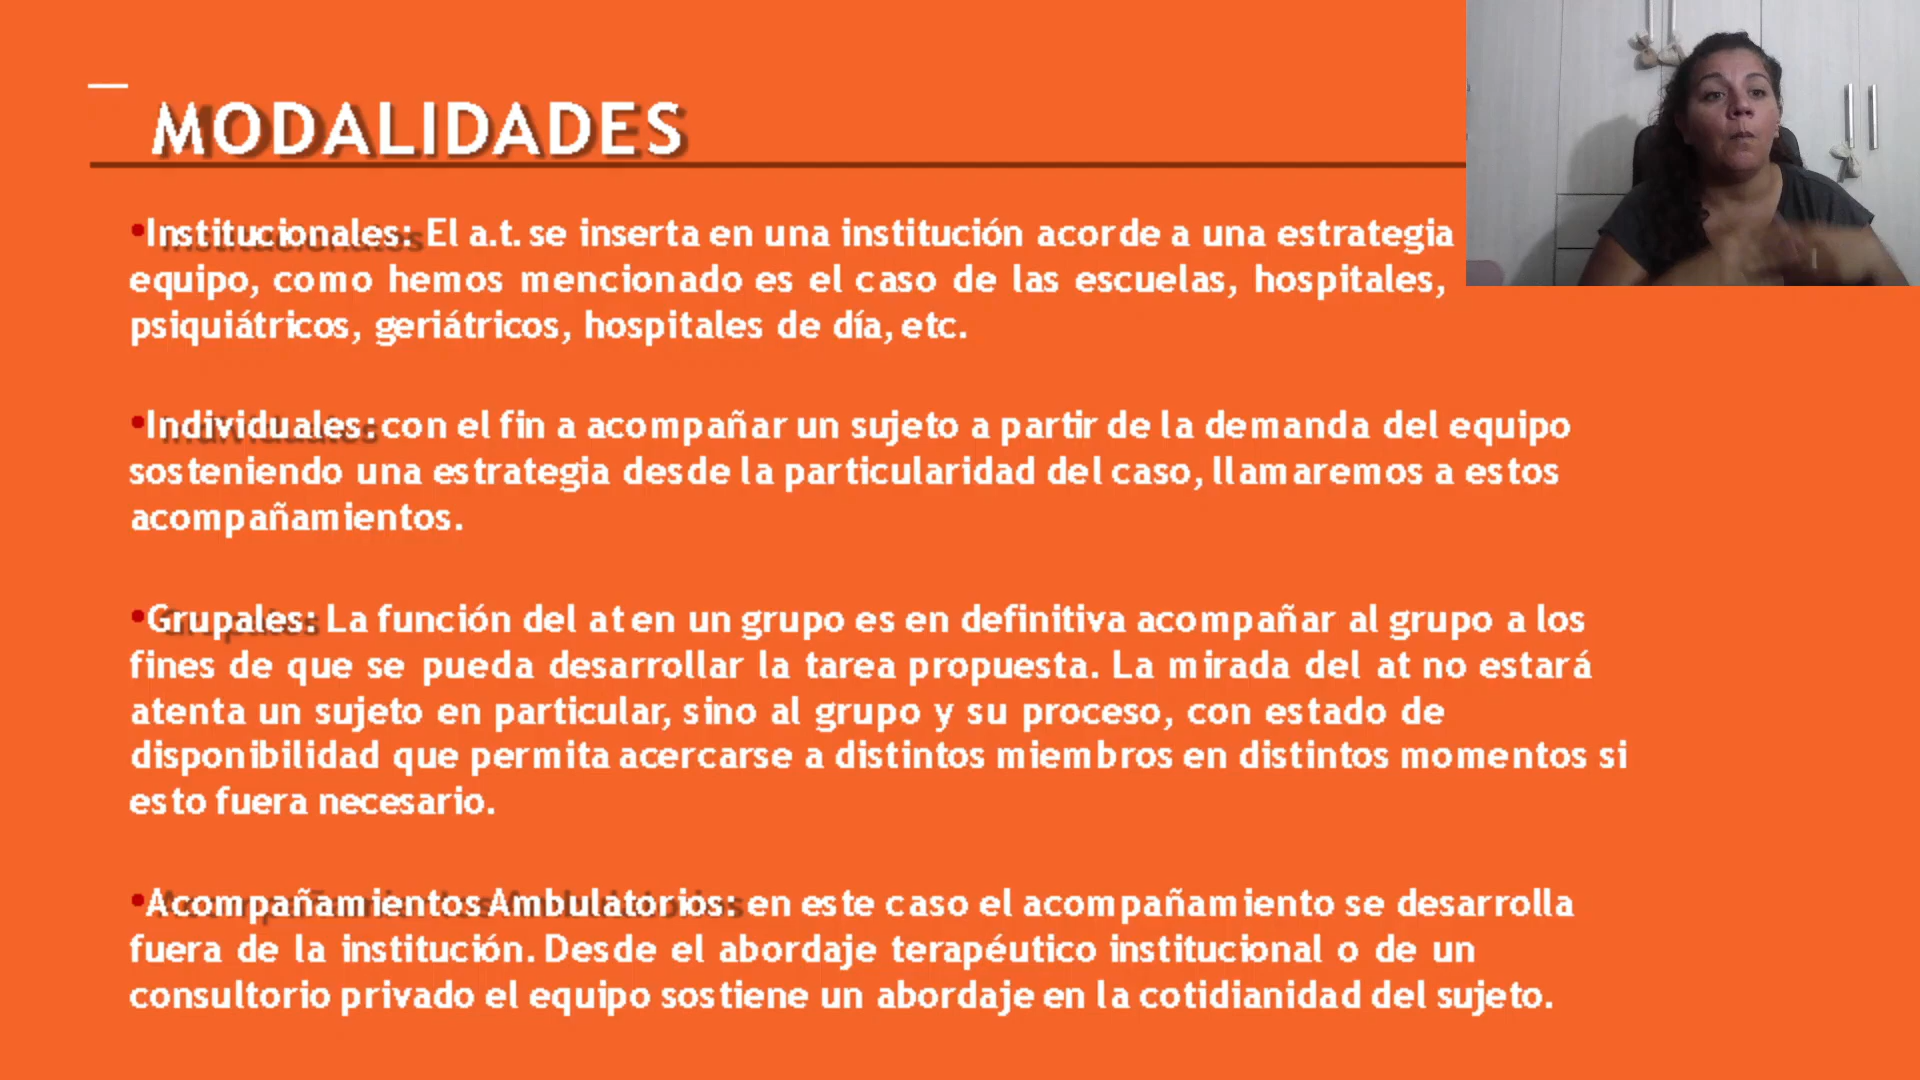 MODALIDADES
•Institucionales: El a.t. se inserta en una institución acorde a una estrategia
equipo, como hemos mencionado es el caso de las escuelas, hospitales,
psiquiátricos, geriátricos, hospitales de día, etc.
•Individuales: con el fin a acompañar un sujeto a partir de la demanda del equipo
sosteniendo una estrategia desde la particularidad del caso, llamaremos a estos
acompañamientos.
•Grupales: La función del at en un grupo es en definitiva acompañar al grupo a los
fines de que se pueda desarrollar la tarea propuesta. La mirada del at no estará
atenta un sujeto en particular, sino al grupo y su proceso, con estado de
disponibilidad que permita acercarse a distintos miembros en distintos momentos si
esto fuera necesario.
•Acompañamientos Ambulatorios: en este caso el acompañamiento se desarrolla
fuera de la institución. Desde el abordaje terapéutico institucional o de un
consultorio privado el equipo sostiene un abordaje en la cotidianidad del sujeto.